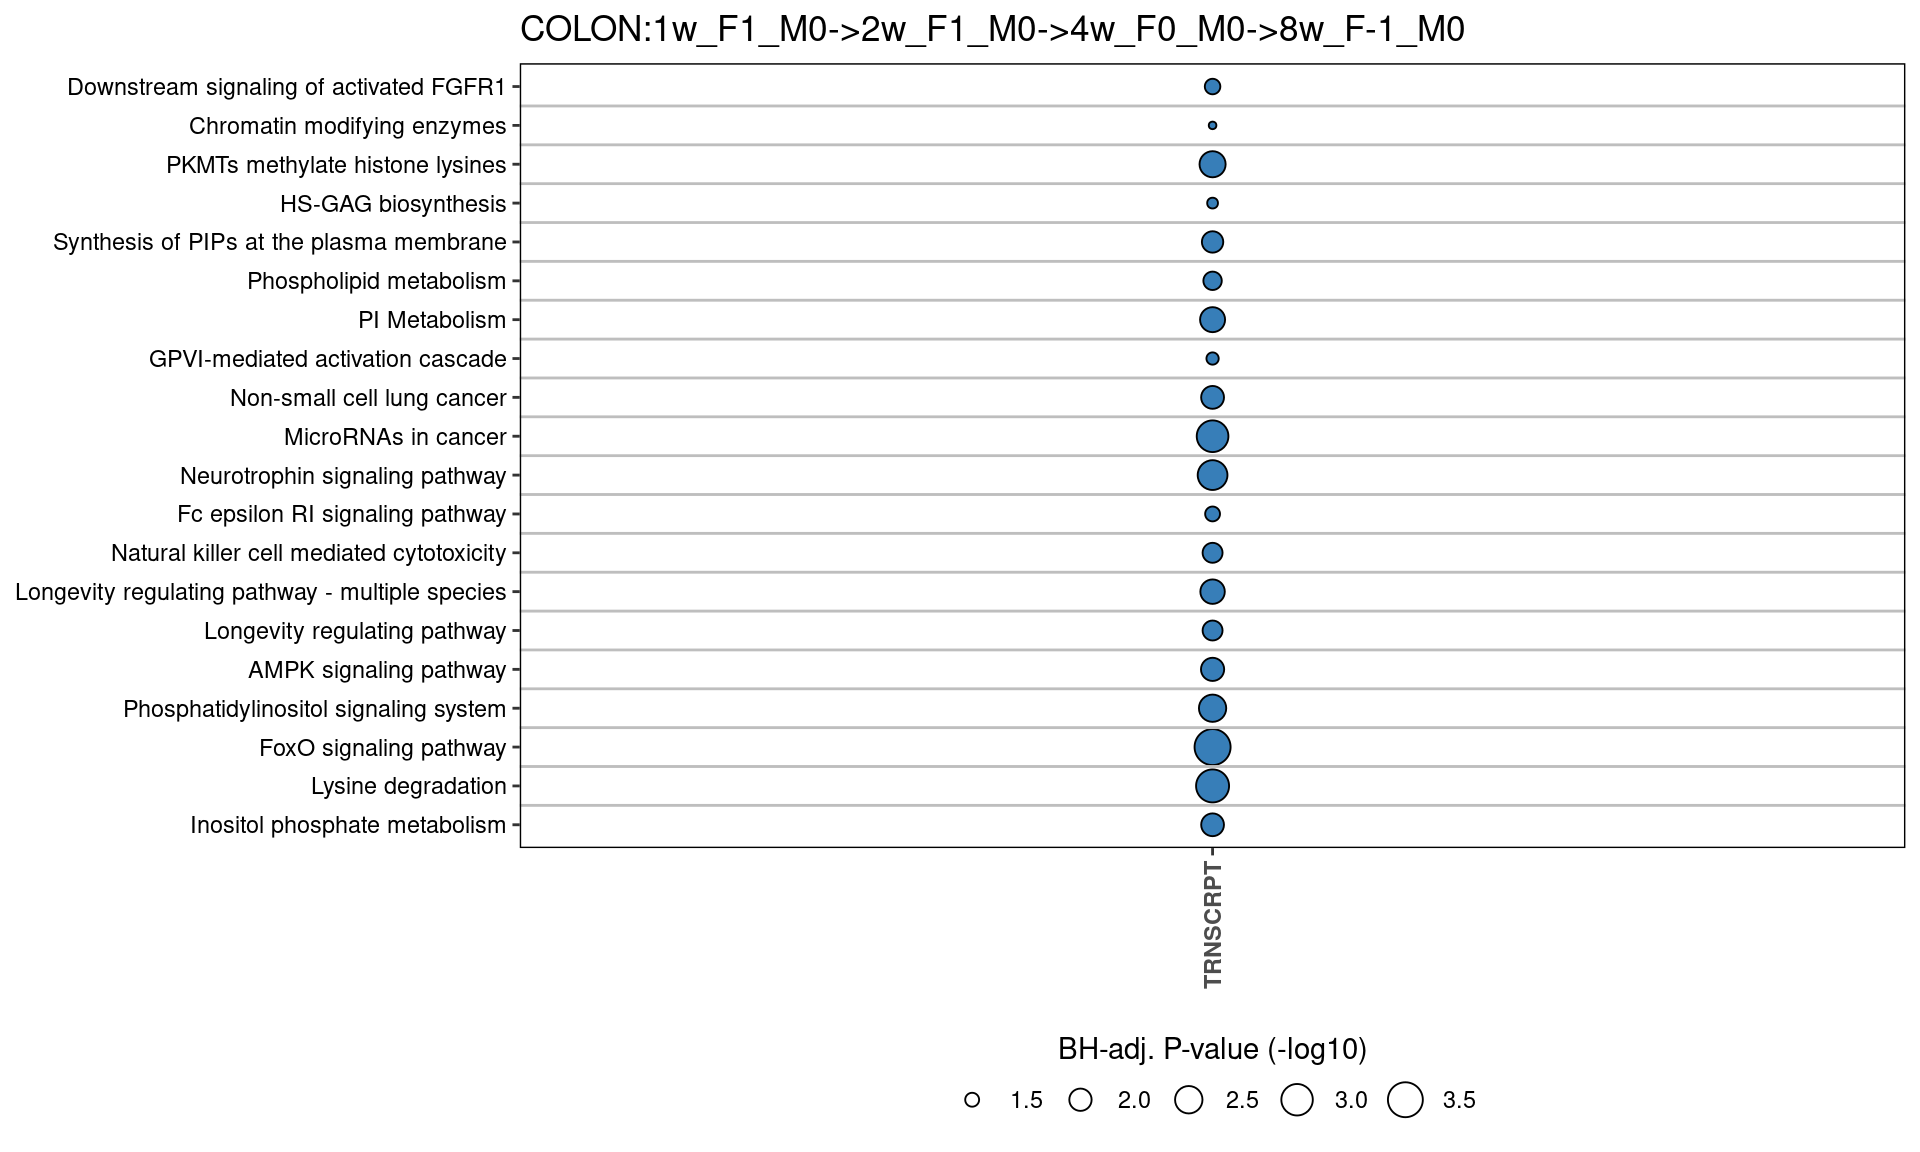 COLON:1w_F1_M0->2w_F1_M0->4w_F0_M0->8w_F-1_M0
Downstream signaling of activated FGFR1
Chromatin modifying enzymes
PKMTs methylate histone lysines
HS-GAG biosynthesis
Synthesis of PIPs at the plasma membrane
Phospholipid metabolism
PI Metabolism
GPVI-mediated activation cascade
Non-small cell lung cancer
MicroRNAs in cancer
Neurotrophin signaling pathway
Fc epsilon RI signaling pathway
Natural killer cell mediated cytotoxicity
Longevity regulating pathway - multiple species
Longevity regulating pathway
AMPK signaling pathway
Phosphatidylinositol signaling system
FoxO signaling pathway
Lysine degradation
Inositol phosphate metabolism
TRNSCRPT
BH-adj. P-value (-log10)
1.5 2.0 2.5 3.0 3.5